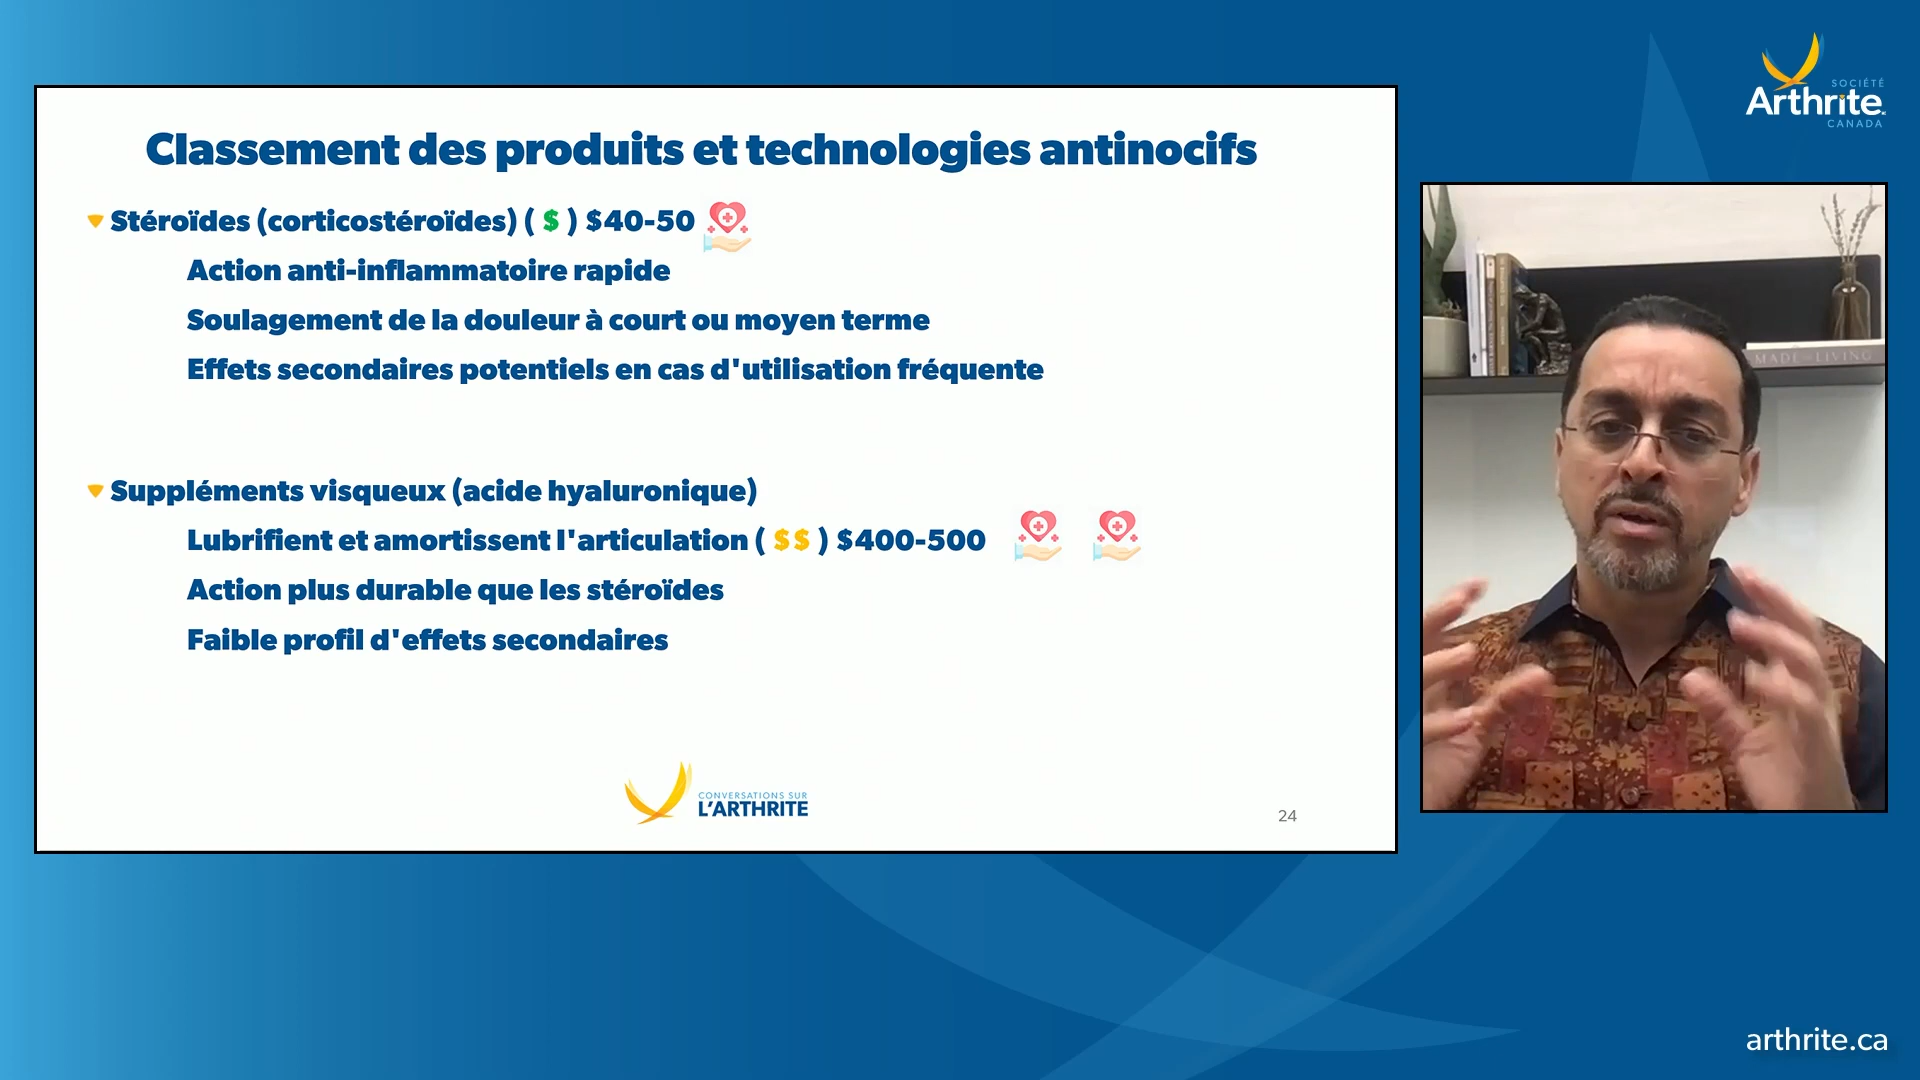 Classement des produits et technologies antinocifs
Stéroïdes (corticostéroïdes) ( $ ) $40-50
Action anti-inflammatoire rapide
Soulagement de la douleur à court ou moyen terme
Effets secondaires potentiels en cas d'utilisation fréquente
Suppléments visqueux (acide hyaluronique)
Lubrifient et amortissent l'articulation ( $$ ) $400-500
Action plus durable que les stéroïdes
Faible profil d'effets secondaires
CONVERSATIONS SUR
L'ARTHRITE
24
SOCIÉTÉ
Arthrite
CANADA
MADE FOR LIVING
arthrite.ca